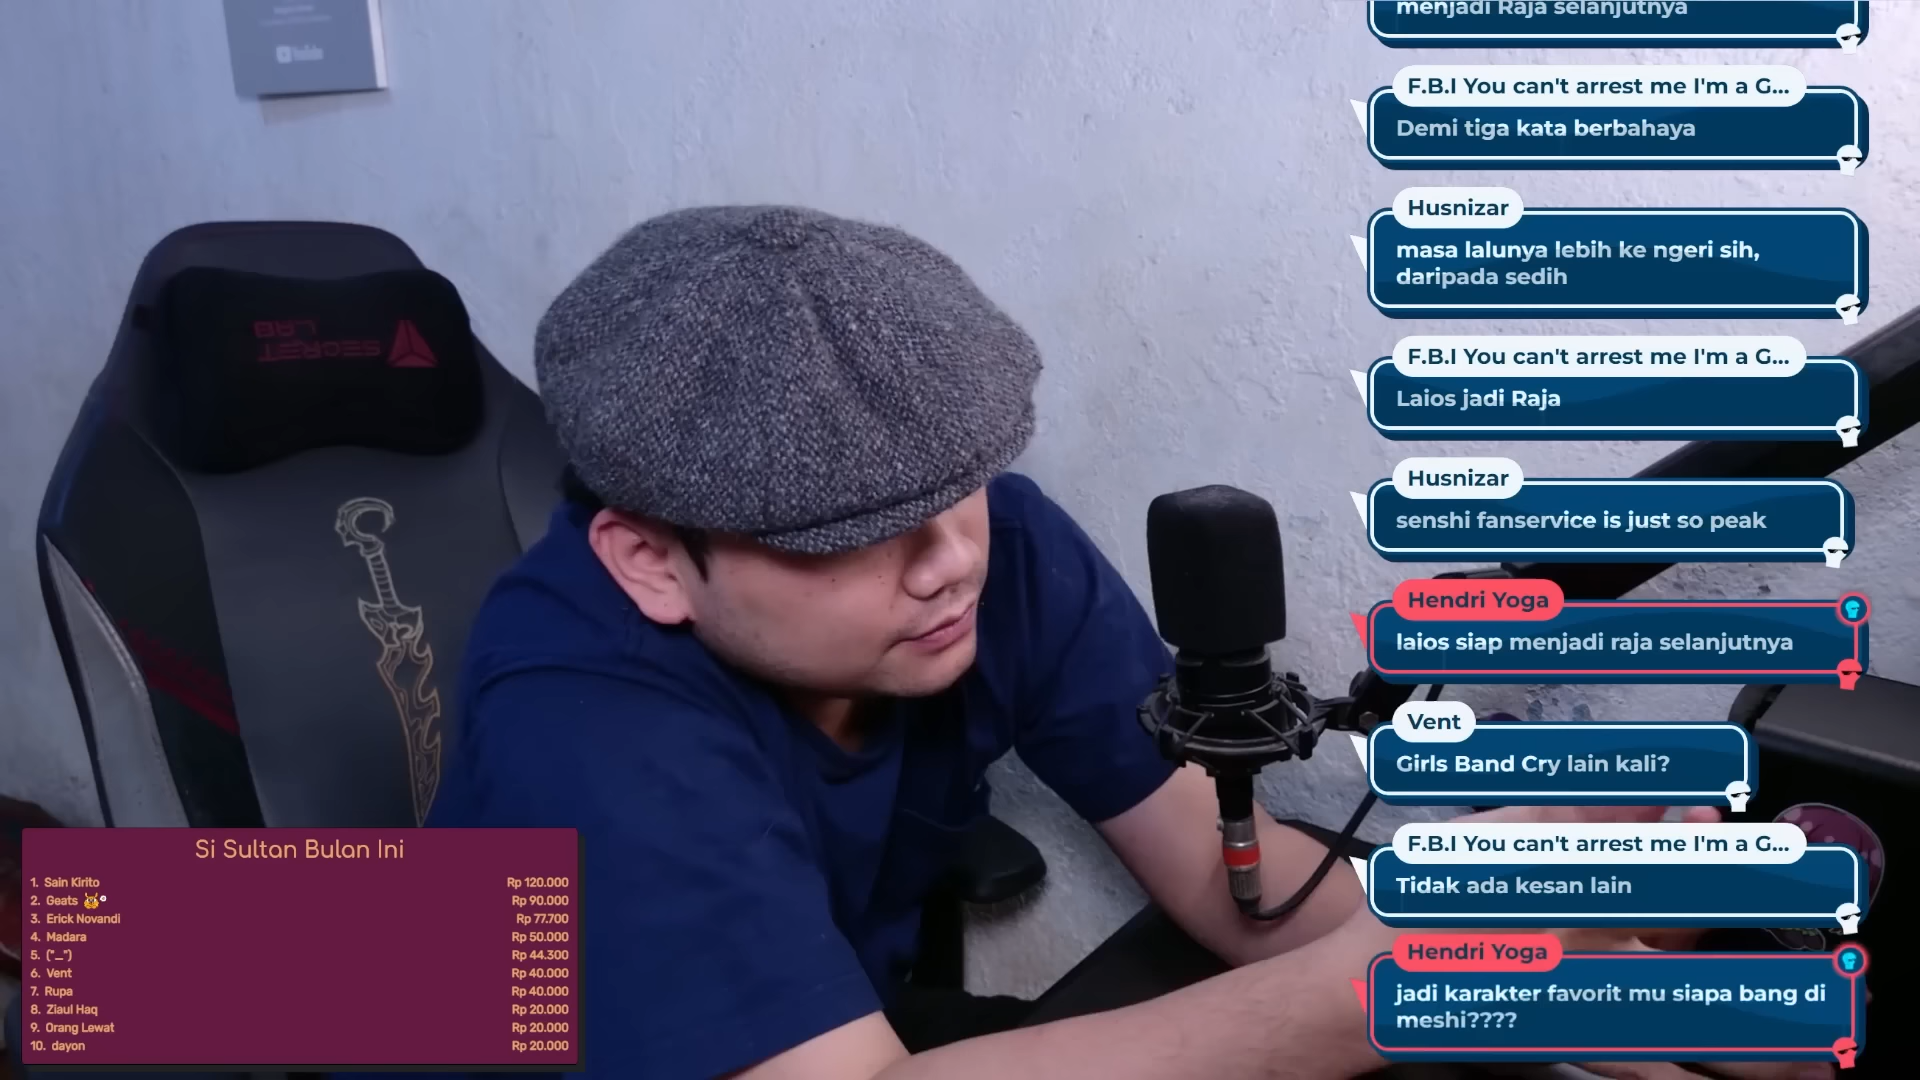 menjadi Raja selanjutnya
F.B.I You can't arrest me I'm a G...
Demi tiga kata berbahaya
Husnizar
masa lalunya lebih ke ngeri sih,
daripada sedih
F.B.I You can't arrest me I'm a G...
Laios jadi Raja
Husnizar
senshi fanservice is just so peak
Hendri Yoga
laios siap menjadi raja selanjutnya
Vent
Girls Band Cry lain kali?
F.B.I You can't arrest me I'm a G...
Tidak ada kesan lain
Hendri Yoga
jadi karakter favorit mu siapa bang di
meshi????
SECRET
LAB
Si Sultan Bulan Ini
1. Sain Kirito Rp 120.000
2. Geats Rp 90.000
3. Erick Novandi Rp 77.700
4. Madara Rp 50.000
5. ("_") Rp 44.300
6. Vent Rp 40.000
7. Rupa Rp 40.000
8. Ziaul Haq Rp 20.000
9. Orang Lewat Rp 20.000
10. dayon Rp 20.000